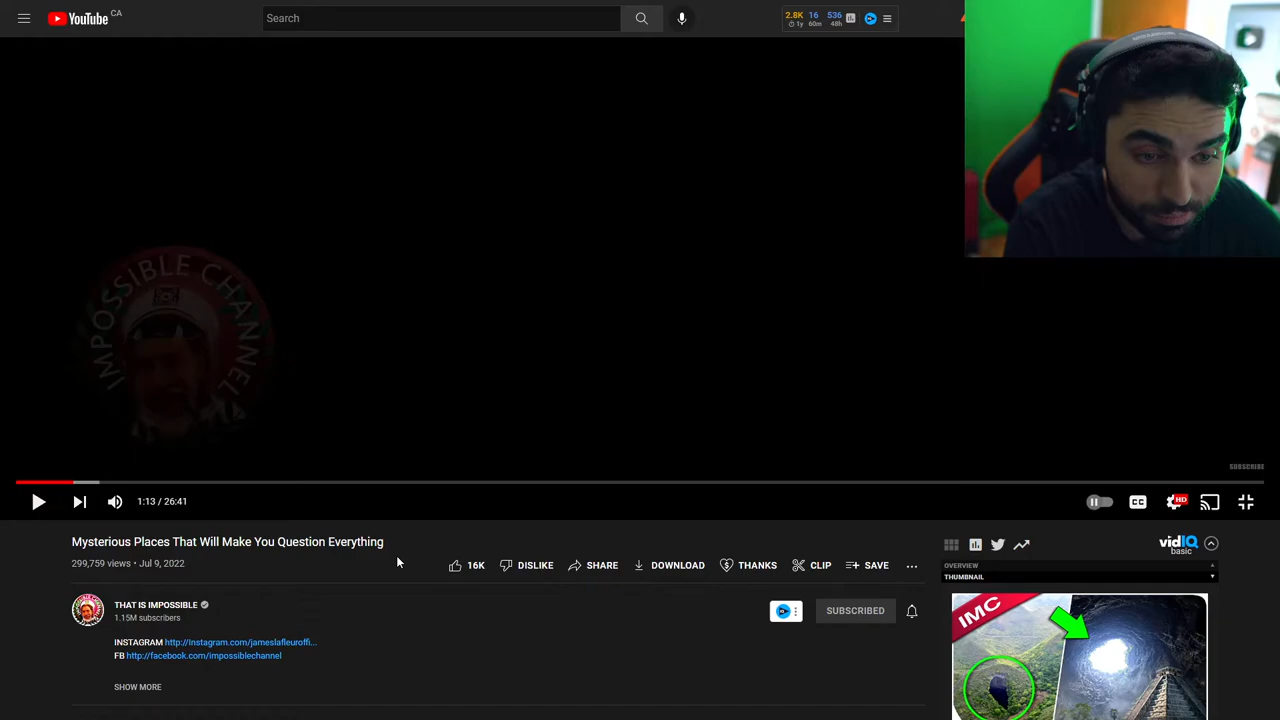 YouTube CA
Search
2.8K 16 536
1y 60m 48h
IMPOSSIBLE CHANNEL
SUBSCRIBE
1:13 / 26:41
CC
HD
Mysterious Places That Will Make You Question Everything
299,759 views • Jul 9, 2022
16K DISLIKE SHARE DOWNLOAD THANKS CLIP SAVE
THAT IS IMPOSSIBLE
1.15M subscribers
SUBSCRIBED
INSTAGRAM http://Instagram.com/jameslafleuroffi...
FB http://facebook.com/impossiblechannel
SHOW MORE
vidIQ
basic
OVERVIEW
THUMBNAIL
IMC